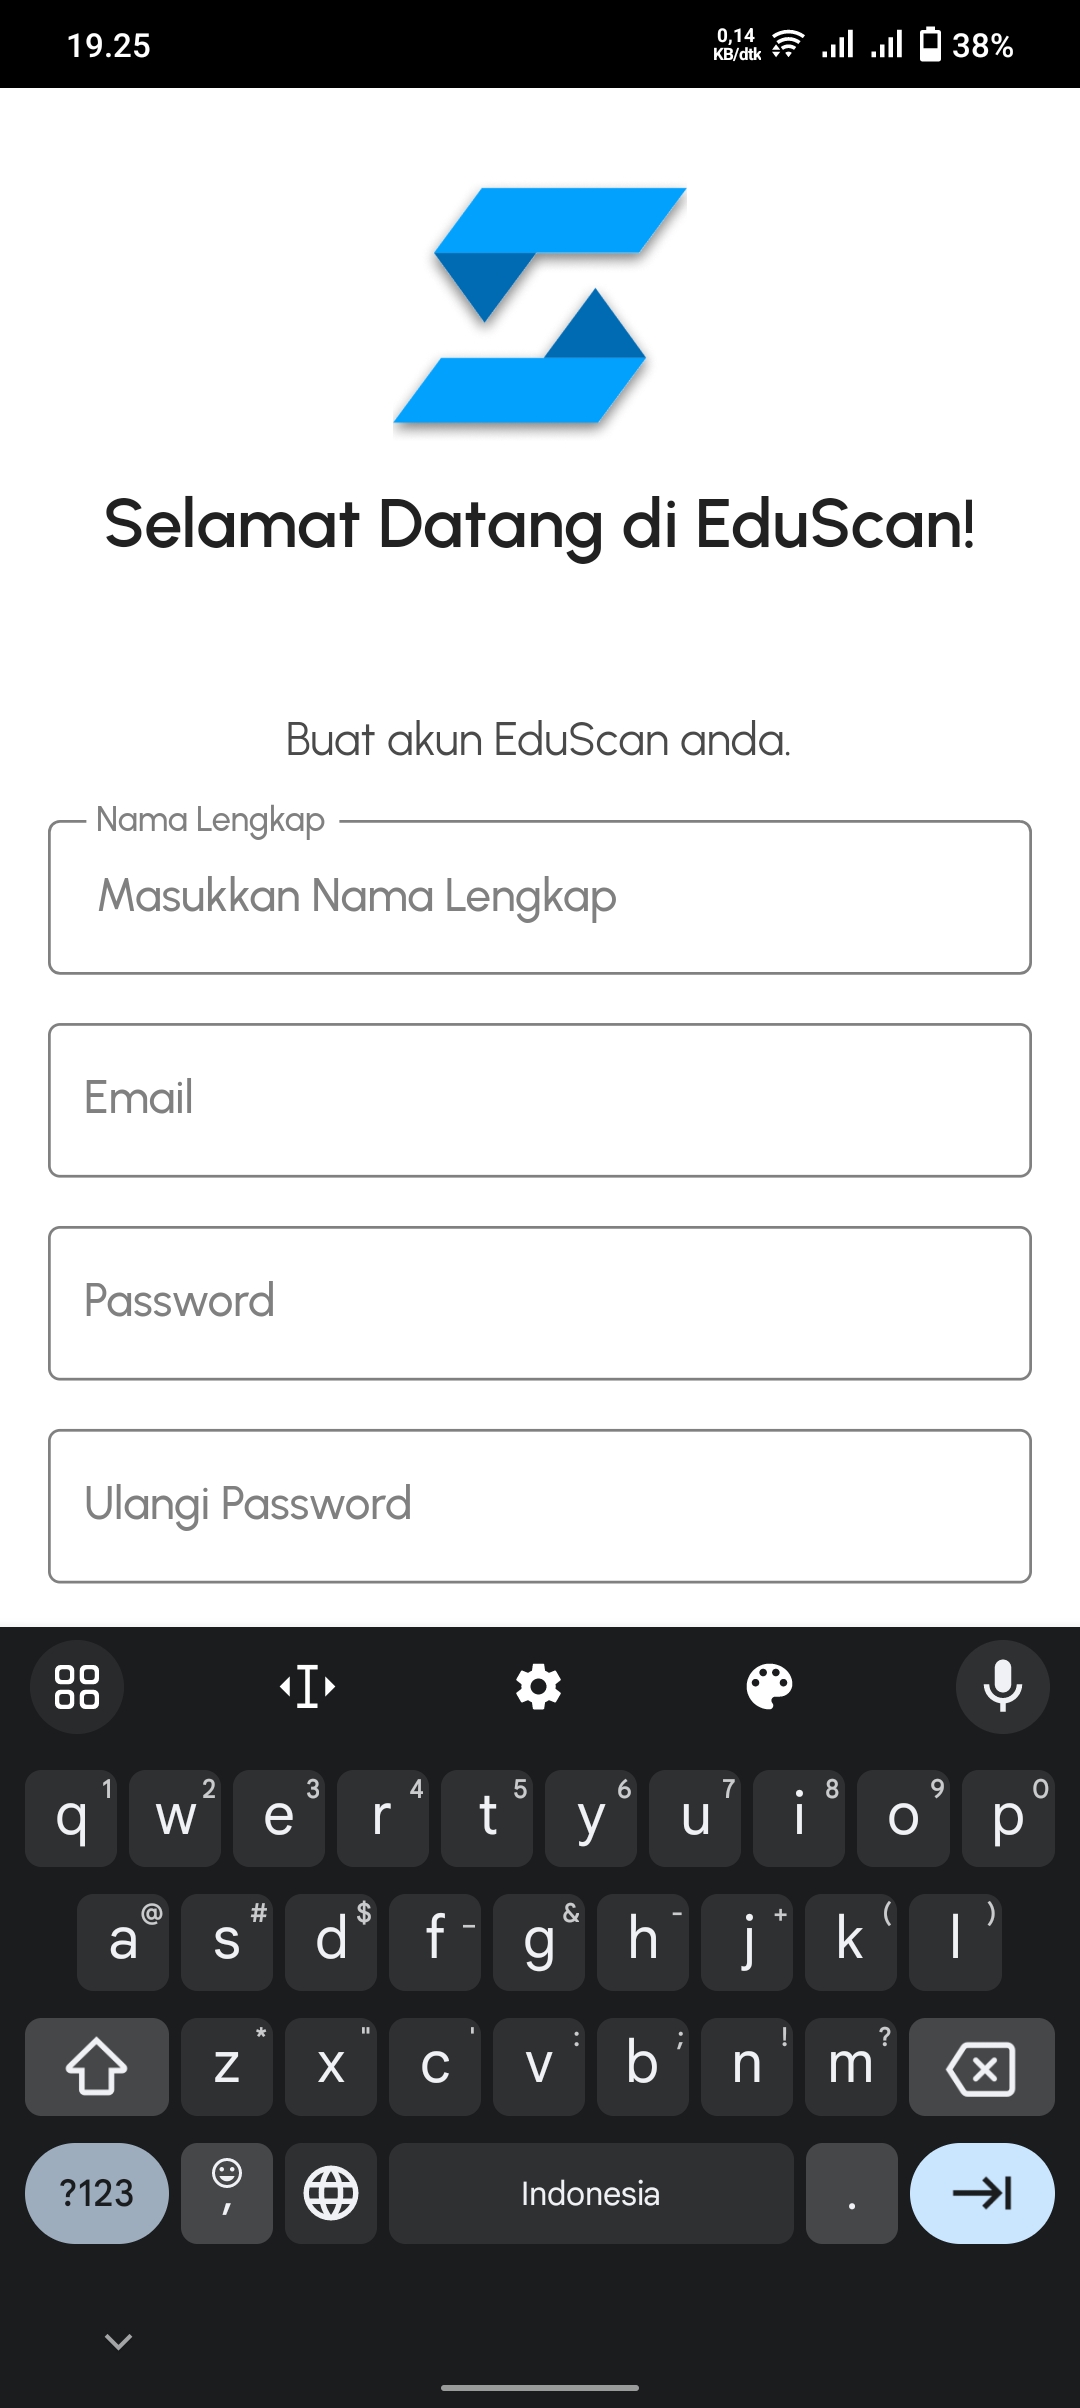 19.25
0,14
KB/dtk
38%
Selamat Datang di EduScan!
Buat akun EduScan anda.
Nama Lengkap
Masukkan Nama Lengkap
Email
Password
Ulangi Password
q 1 w 2 e 3 r 4 t 5 y 6 u 7 i 8 o 9 p 0
a @ s # d $ f _ g & h - j + k ( l )
z * x " c ' v : b ; n ! m ?
?123 , Indonesia .